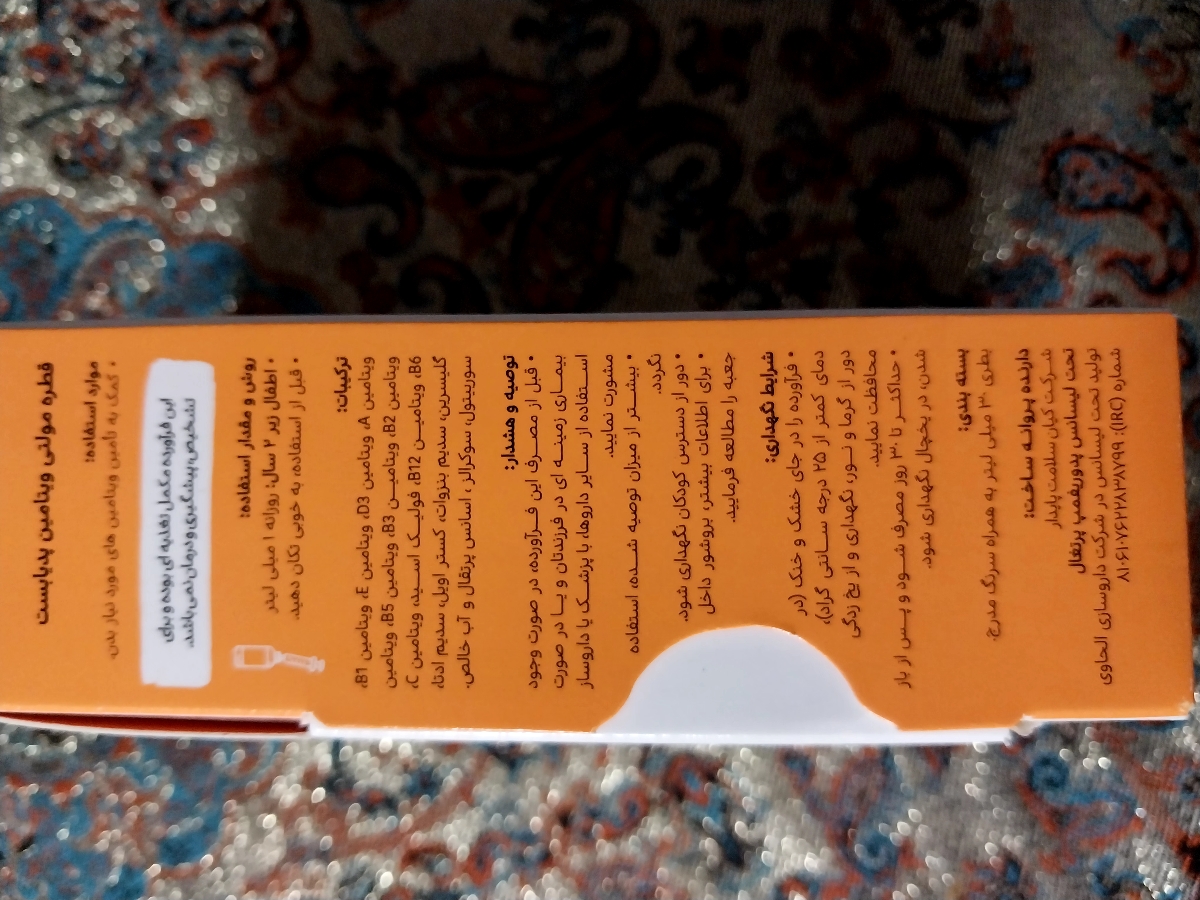 قطره مولتی ویتامین پدیابست
موارد استفاده:
• کمک به تامین ویتامین های مورد نیاز بدن.
این فرآورده مکمل تغذیه ای بوده و برای
تشخیص، پیشگیری و درمان نمی باشد.
روش و مقدار استفاده:
• اطفال زیر ۲ سال: روزانه ۱ میلی لیتر
• قبل از استفاده، به خوبی تکان دهید.
ترکیبات:
ویتامین A، ویتامین D3، ویتامین E، ویتامین B1،
ویتامین B2، ویتامین B3، ویتامین B5، ویتامین
B6، ویتامین B12، فولیک اسید، ویتامین C،
گلیسرین، سدیم بنزوات، کستر اویل، سدیم ادتا،
سوربیتول، سوکرالز، اسانس پرتقال و آب خالص.
توصیه و هشدار:
• قبل از مصرف این فرآورده، در صورت وجود
بیماری زمینه ای در فرزندتان و یا در صورت
استفاده از سایر داروها، با پزشک یا داروساز
مشورت نمایید.
• بیشتر از میزان توصیه شده، استفاده
نگردد.
• دور از دسترس کودکان نگهداری شود.
• برای اطلاعات بیشتر، بروشور داخل
جعبه را مطالعه فرمایید.
شرایط نگهداری:
• فرآورده را در جای خشک و خنک (در
دمای کمتر از ۲۵ درجه سانتی گراد)،
دور از گرما و نور، نگهداری و از یخ زدگی
محافظت نمایید.
• حداکثر تا ۳۰ روز مصرف شود و پس از باز
شدن در یخچال نگهداری شود.
بسته بندی:
بطری ۳۰ میلی لیتر به همراه سرنگ مدرج.
دارنده پروانه ساخت:
شرکت کیان سلامت پایدار
تحت لیسانس پدوریفمپ پرتغال
تولید تحت لیسانس در شرکت داروسازی الحاوی
شماره (IRC): ۸۱۶۱۰۷۶۲۲۸۳۸۷۹۹